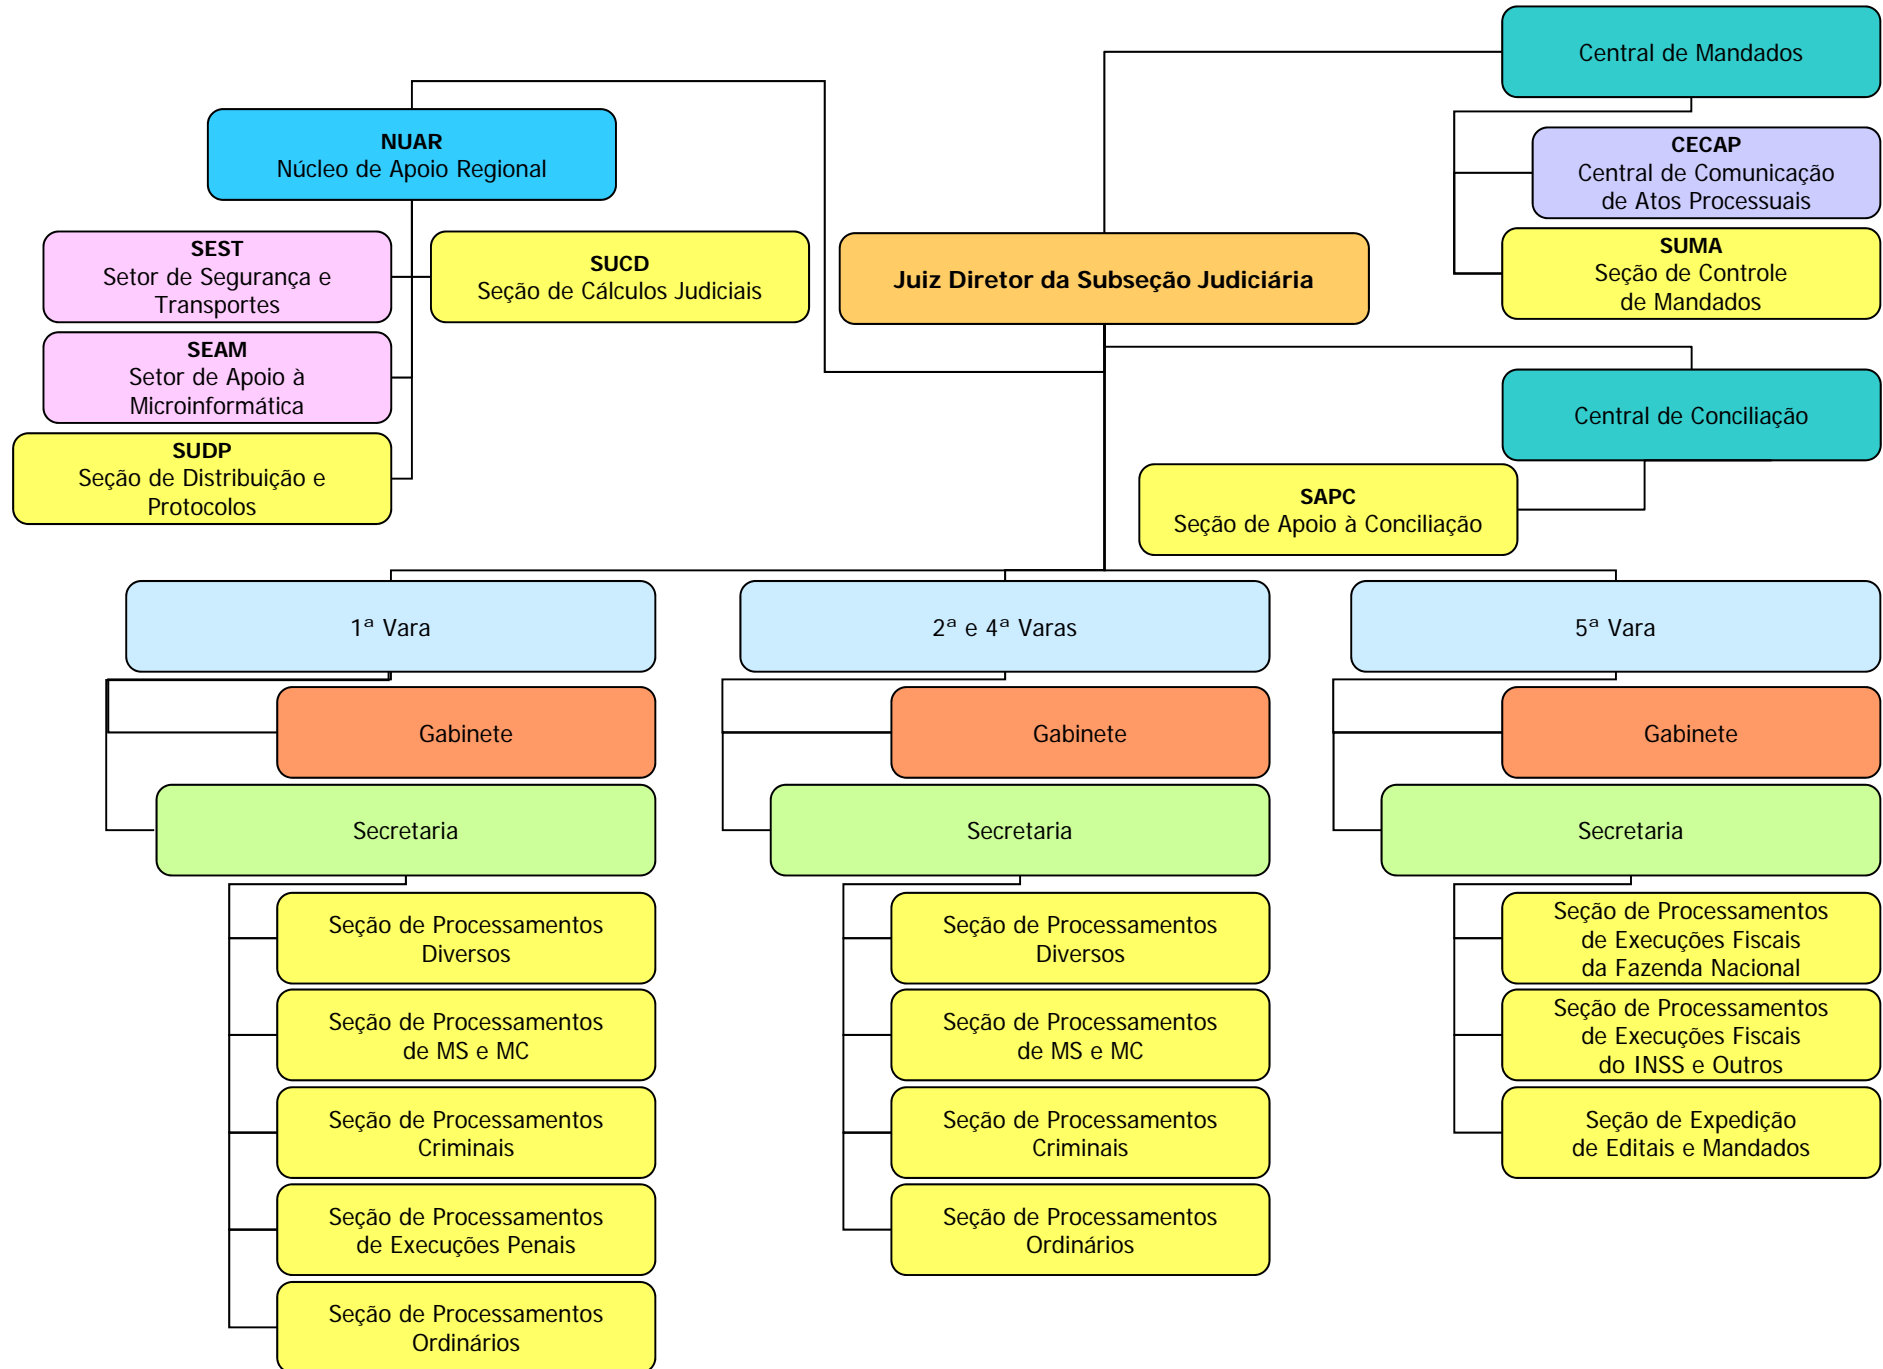 Central de Mandados
NUAR
Núcleo de Apoio Regional
CECAP
Central de Comunicação
de Atos Processuais
SEST
Setor de Segurança e
Transportes
SUCD
Seção de Cálculos Judiciais
Juiz Diretor da Subseção Judiciária
SUMA
Seção de Controle
de Mandados
SEAM
Setor de Apoio à
Microinformática
Central de Conciliação
SUDP
Seção de Distribuição e
Protocolos
SAPC
Seção de Apoio à Conciliação
1ª Vara
2ª e 4ª Varas
5ª Vara
Gabinete
Gabinete
Gabinete
Secretaria
Secretaria
Secretaria
Seção de Processamentos
Diversos
Seção de Processamentos
Diversos
Seção de Processamentos
de Execuções Fiscais
da Fazenda Nacional
Seção de Processamentos
de MS e MC
Seção de Processamentos
de MS e MC
Seção de Processamentos
de Execuções Fiscais
do INSS e Outros
Seção de Processamentos
Criminais
Seção de Processamentos
Criminais
Seção de Expedição
de Editais e Mandados
Seção de Processamentos
de Execuções Penais
Seção de Processamentos
Ordinários
Seção de Processamentos
Ordinários